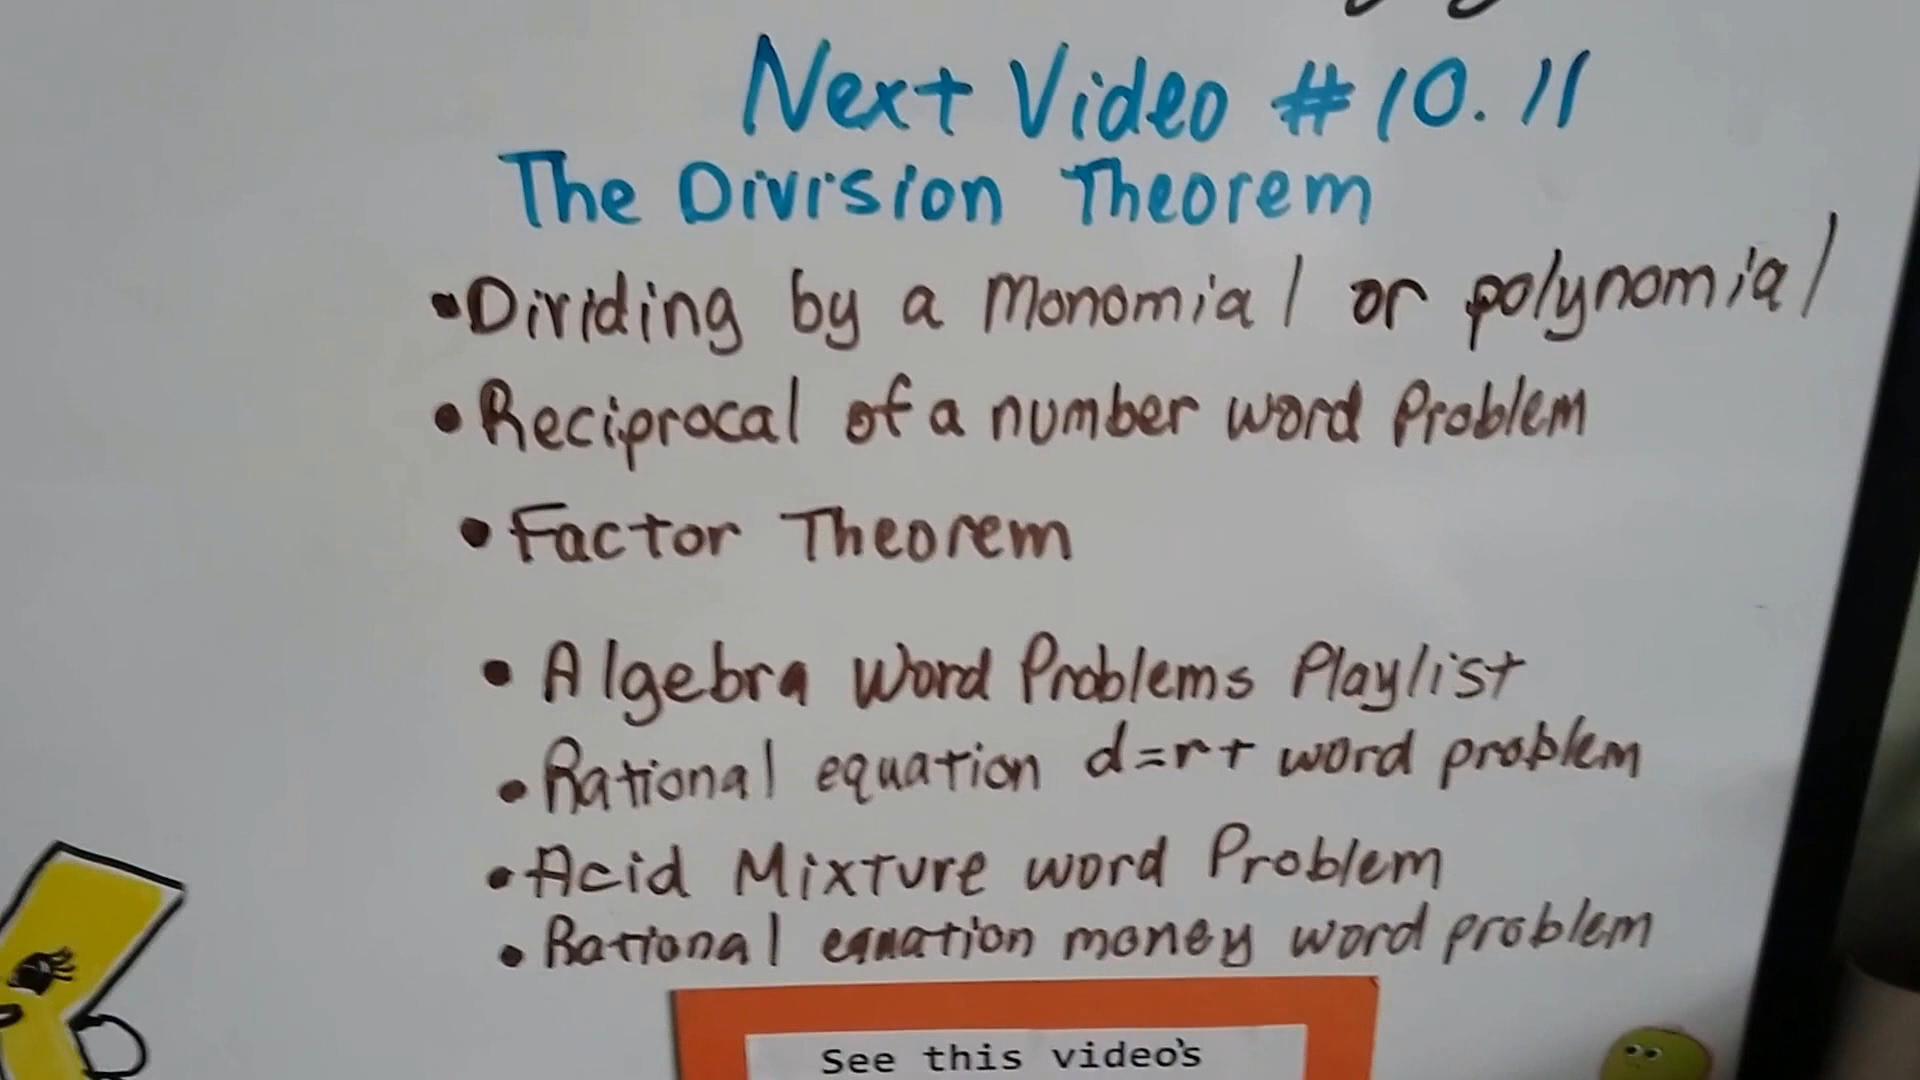 Next Video #10.11
The Division Theorem
• Dividing by a Monomial or polynomial
• Reciprocal of a number word Problem
• Factor Theorem
• Algebra Word Problems Playlist
• Rational equation d=rt word problem
• Acid Mixture word Problem
• Rational equation money word problem
See this video's